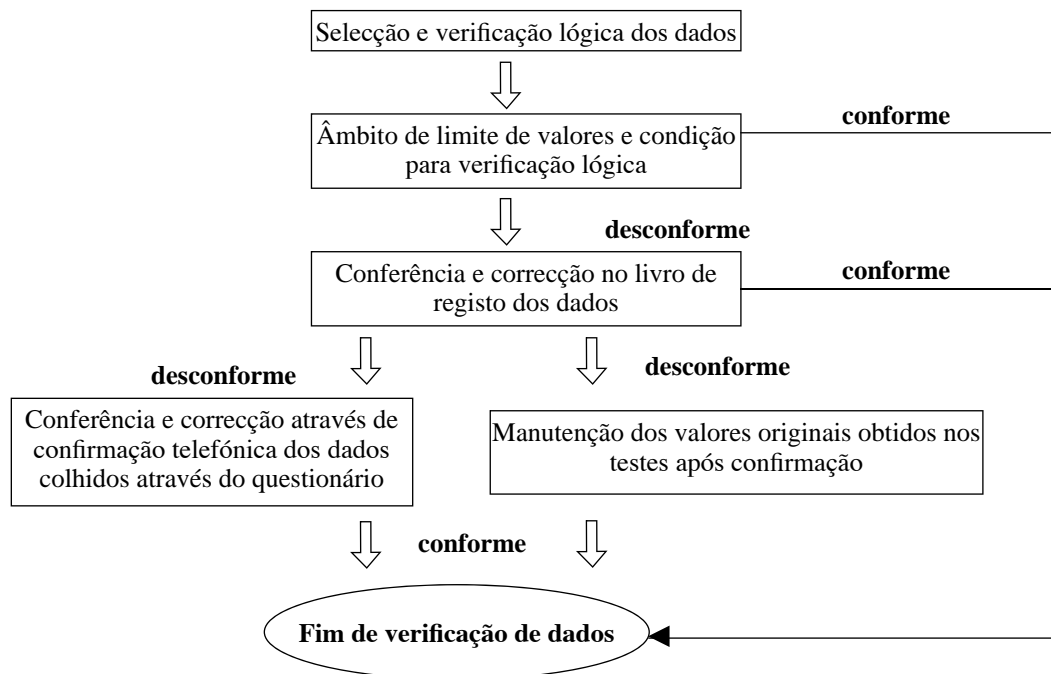 Selecção e verificação lógica dos dados
Âmbito de limite de valores e condição
para verificação lógica
conforme
desconforme
Conferência e correcção no livro de
registo dos dados
conforme
desconforme
desconforme
Conferência e correcção através de
confirmação telefónica dos dados
colhidos através do questionário
Manutenção dos valores originais obtidos nos
testes após confirmação
conforme
Fim de verificação de dados